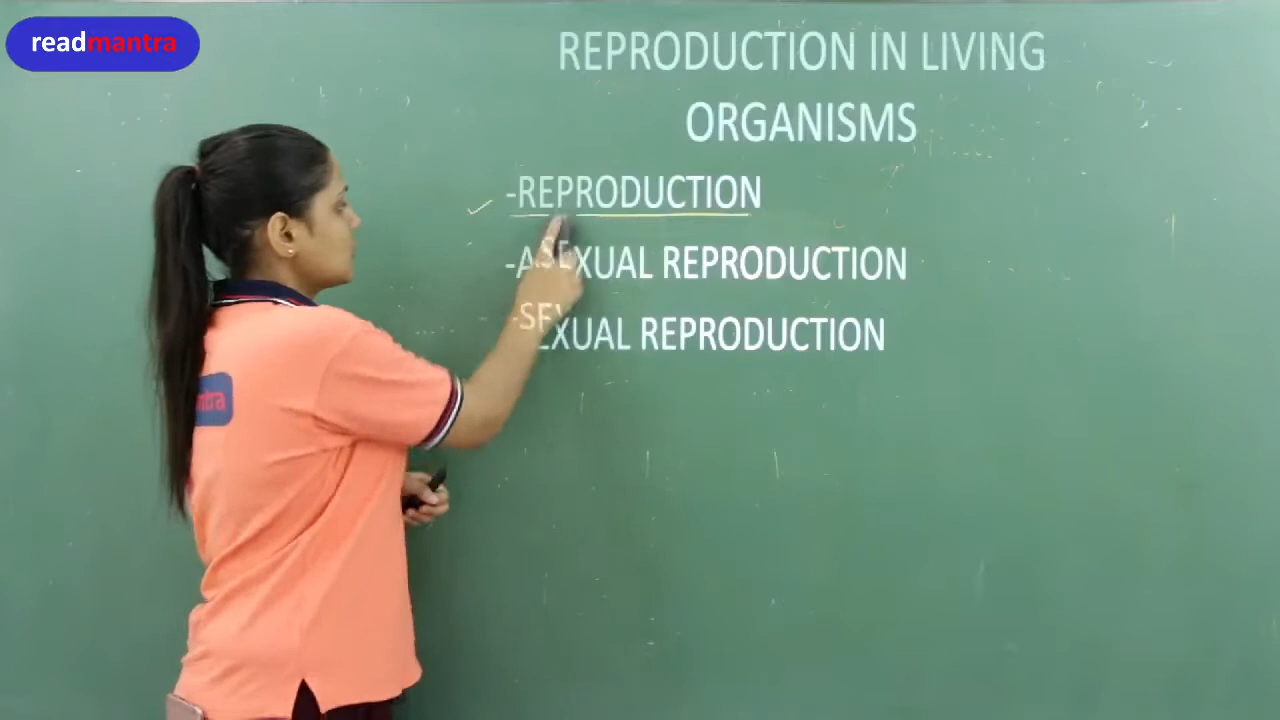 readmantra
REPRODUCTION IN LIVING
ORGANISMS
-REPRODUCTION
-ASEXUAL REPRODUCTION
-SEXUAL REPRODUCTION